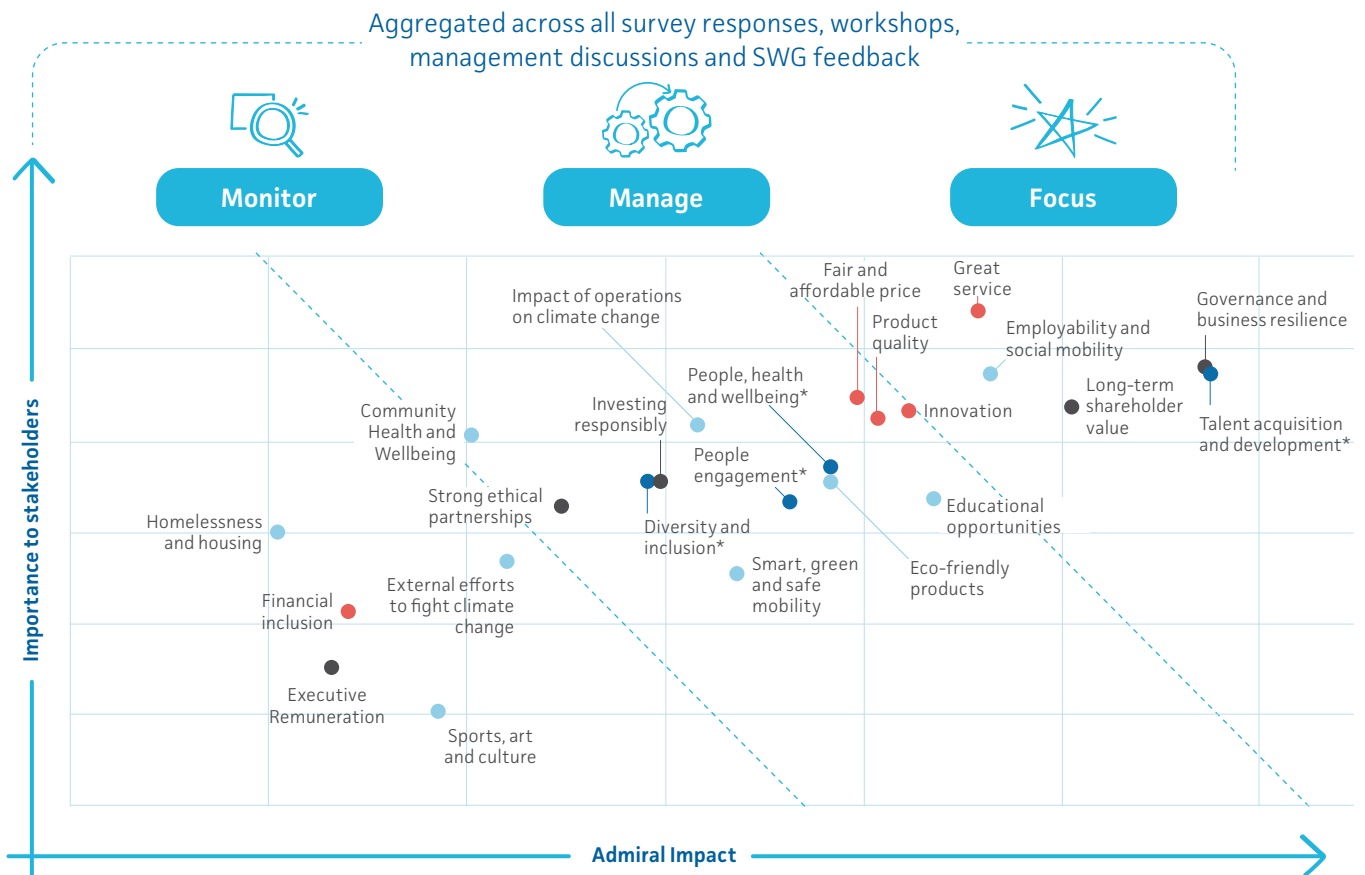 Aggregated across all survey responses, workshops,
management discussions and SWG feedback
Monitor
Manage
Focus
Importance to stakeholders
Fair and
affordable price
Great
service
Impact of operations
on climate change
Governance and
business resilience
Product
quality
Employability and
social mobility
People, health
and wellbeing*
Long-term
shareholder
value
Investing
responsibly
Community
Health and
Wellbeing
Innovation
Talent acquisition
and development*
People
engagement*
Strong ethical
partnerships
Educational
opportunities
Homelessness
and housing
Diversity and
inclusion*
Smart, green
and safe
mobility
Eco-friendly
products
External efforts
to fight climate
change
Financial
inclusion
Executive
Remuneration
Sports, art
and culture
Admiral Impact